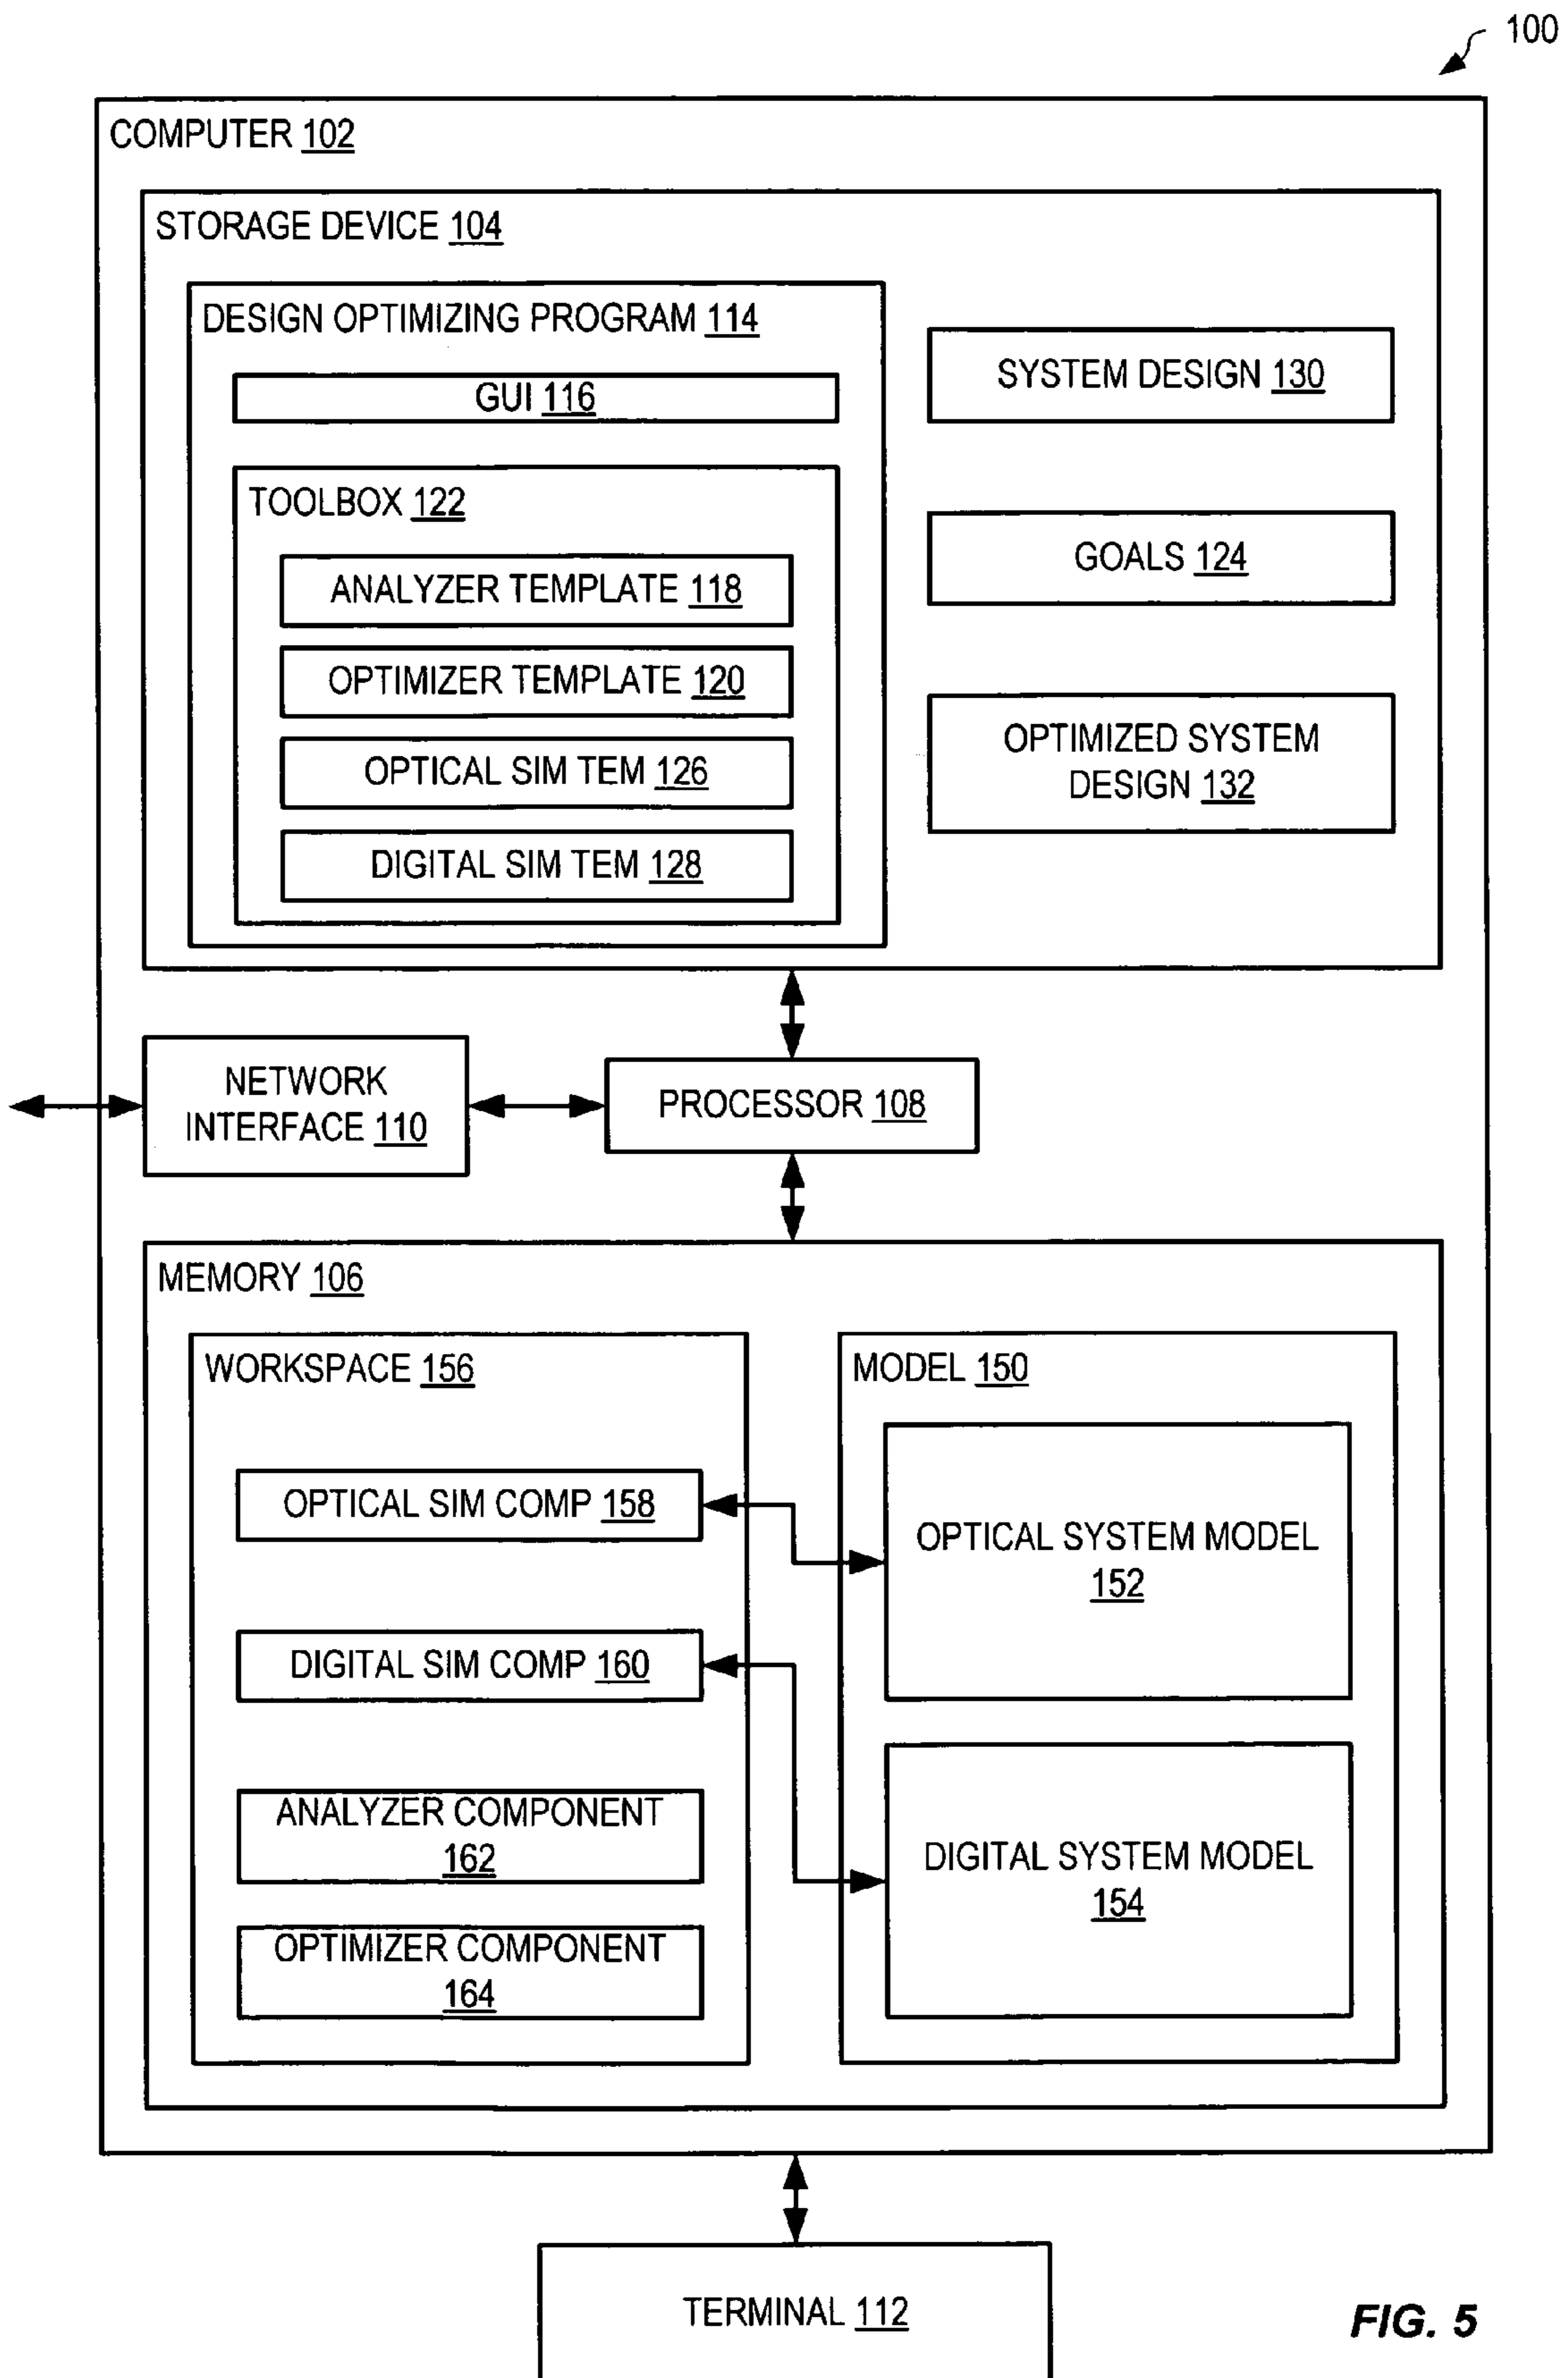 100
COMPUTER 102
STORAGE DEVICE 104
DESIGN OPTIMIZING PROGRAM 114
GUI 116
TOOLBOX 122
ANALYZER TEMPLATE 118
OPTIMIZER TEMPLATE 120
OPTICAL SIM TEM 126
DIGITAL SIM TEM 128
SYSTEM DESIGN 130
GOALS 124
OPTIMIZED SYSTEM
DESIGN 132
NETWORK
INTERFACE 110
PROCESSOR 108
MEMORY 106
WORKSPACE 156
OPTICAL SIM COMP 158
DIGITAL SIM COMP 160
ANALYZER COMPONENT
162
OPTIMIZER COMPONENT
164
MODEL 150
OPTICAL SYSTEM MODEL
152
DIGITAL SYSTEM MODEL
154
TERMINAL 112
FIG. 5